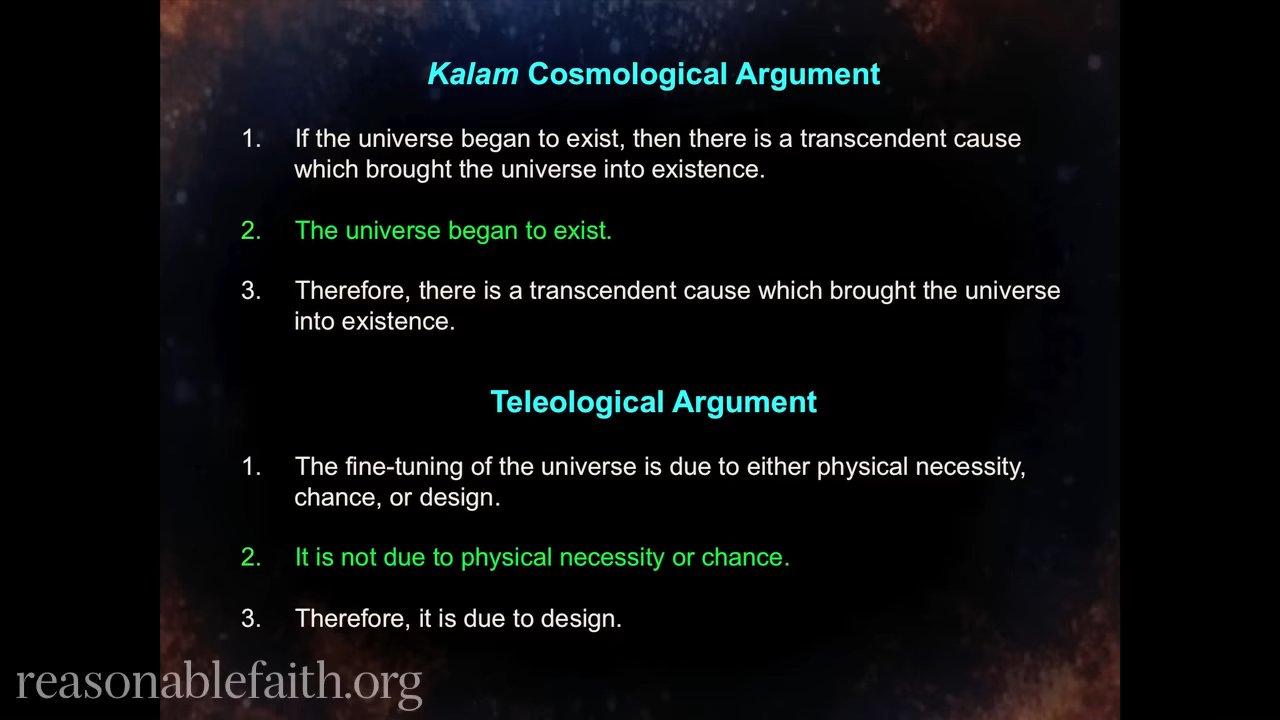 Kalam Cosmological Argument
1. If the universe began to exist, then there is a transcendent cause
which brought the universe into existence.
2. The universe began to exist.
3. Therefore, there is a transcendent cause which brought the universe
into existence.
Teleological Argument
1. The fine-tuning of the universe is due to either physical necessity,
chance, or design.
2. It is not due to physical necessity or chance.
3. Therefore, it is due to design.
reasonablefaith.org